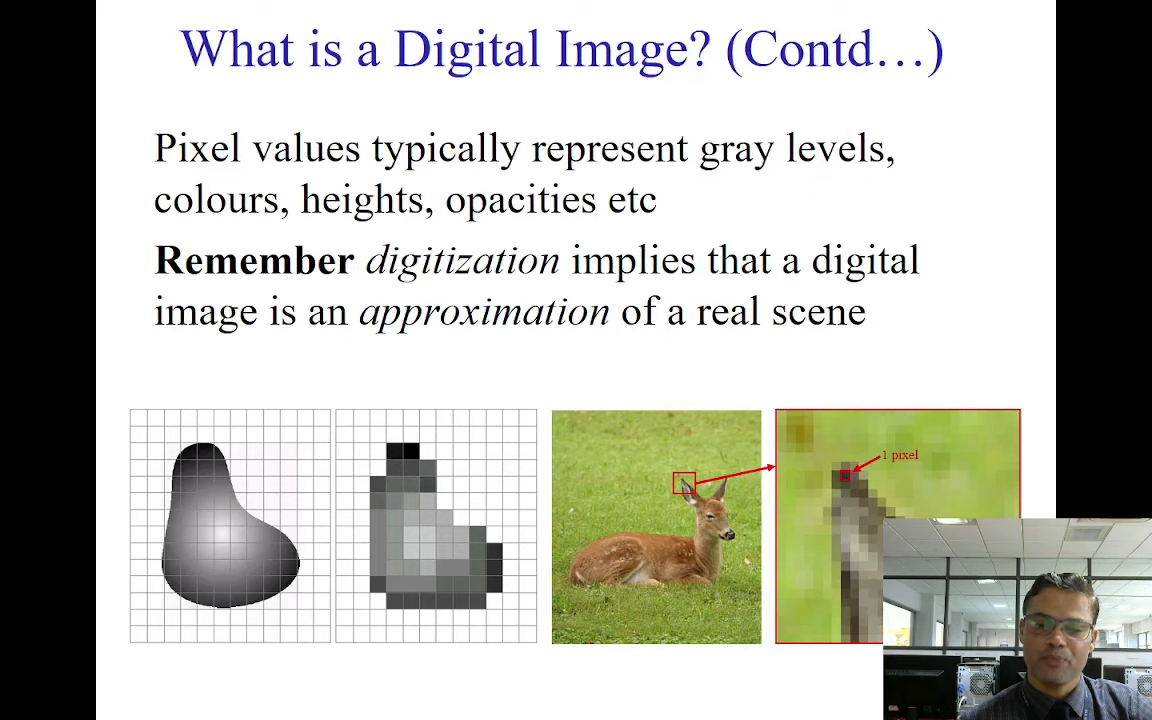 What is a Digital Image? (Contd…)
Pixel values typically represent gray levels,
colours, heights, opacities etc
Remember digitization implies that a digital
image is an approximation of a real scene
1 pixel